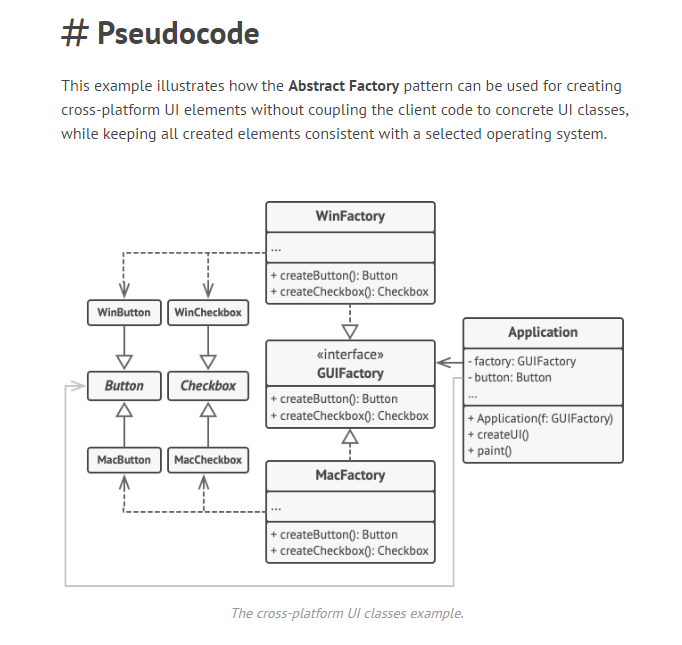 # Pseudocode
This example illustrates how the Abstract Factory pattern can be used for creating
cross-platform UI elements without coupling the client code to concrete UI classes,
while keeping all created elements consistent with a selected operating system.
WinFactory
...
+ createButton(): Button
+ createCheckbox(): Checkbox
WinButton
WinCheckbox
Button
Checkbox
MacButton
MacCheckbox
«interface»
GUIFactory
+ createButton(): Button
+ createCheckbox(): Checkbox
Application
- factory: GUIFactory
- button: Button
...
+ Application(f: GUIFactory)
+ createUI()
+ paint()
MacFactory
...
+ createButton(): Button
+ createCheckbox(): Checkbox
The cross-platform UI classes example.